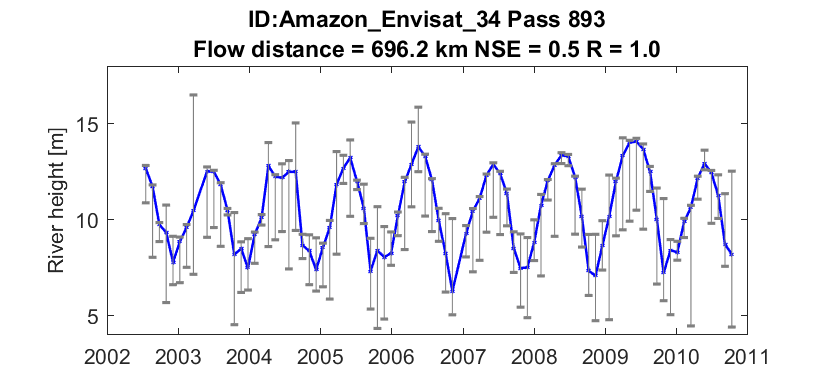 ID:Amazon_Envisat_34 Pass 893
Flow distance = 696.2 km NSE = 0.5 R = 1.0
River height [m]
15
10
5
2002 2003 2004 2005 2006 2007 2008 2009 2010 2011